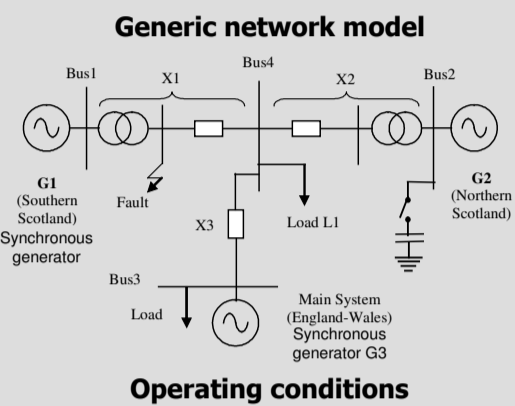 Generic network model
Bus4
Bus1
X1
X2
Bus2
G1
(Southern
Scotland)
Synchronous
generator
Fault
X3
Load L1
G2
(Northern
Scotland)
Bus3
Load
Main System
(England-Wales)
Synchronous
generator G3
Operating conditions